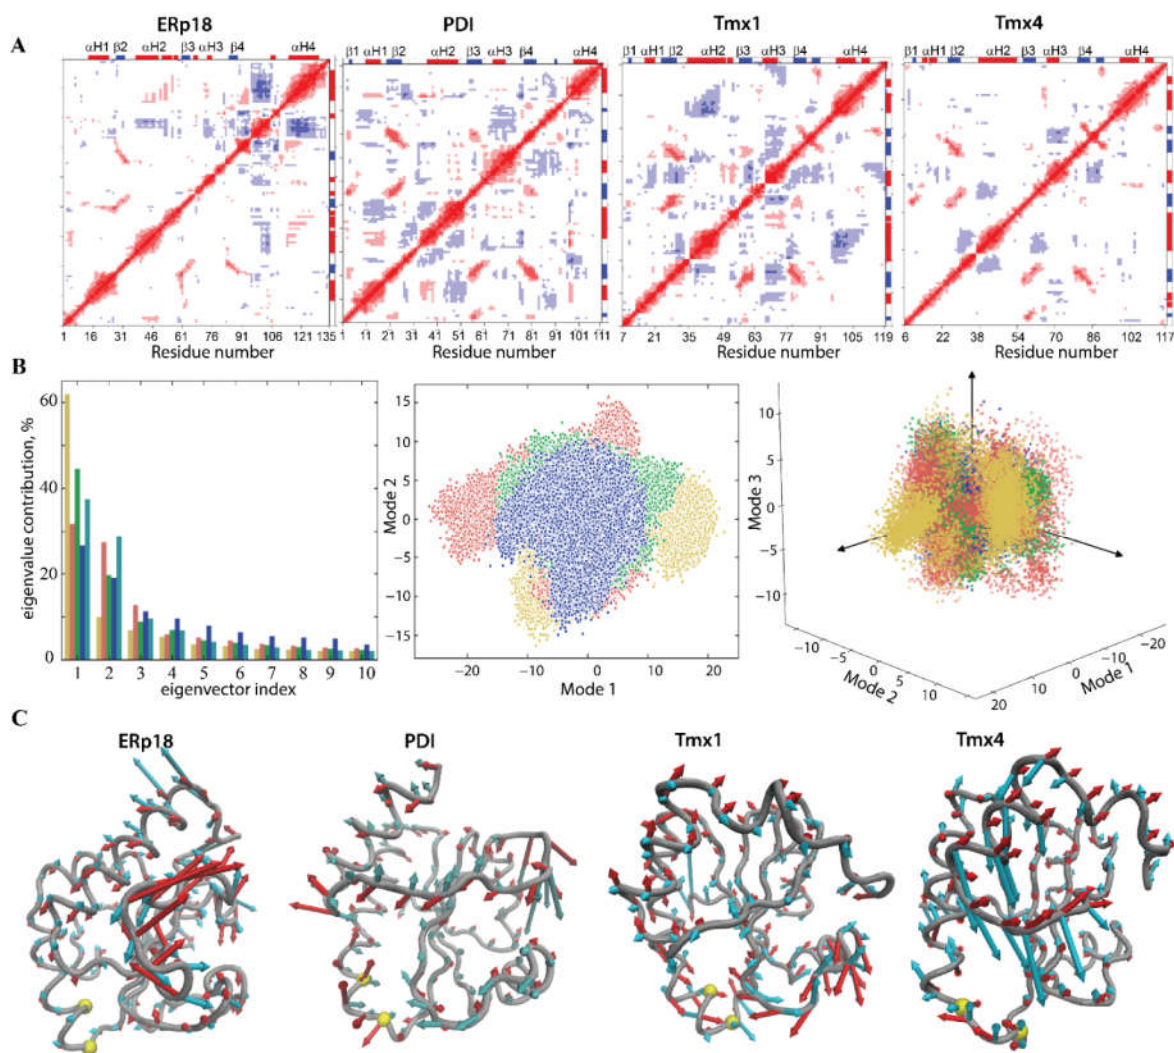 ERp18 PDI Tmx1 Tmx4
A
αH1 β2 αH2 β3 αH3 β4 αH4
β1 αH1 β2 αH2 β3 αH3 β4 αH4
β1 αH1 β2 αH2 β3 αH3 β4 αH4
β1 αH1 β2 αH2 β3 αH3 β4 αH4
1 16 31 46 61 76 91 106 121 135
1 11 21 31 41 51 61 71 81 91 101 111
7 21 35 49 63 77 91 105 119
6 22 38 54 70 86 102 117
Residue number Residue number Residue number Residue number
B
eigenvalue contribution, %
60
40
20
0
1 2 3 4 5 6 7 8 9 10
eigenvector index
Mode 2
15
10
5
0
−5
−10
−15
−10 0 10 20
Mode 1
Mode 3
10
5
0
−5
−10
−10 −5 0 5 10
Mode 2
20 10 0 −10 −20
Mode 1
C
ERp18 PDI Tmx1 Tmx4